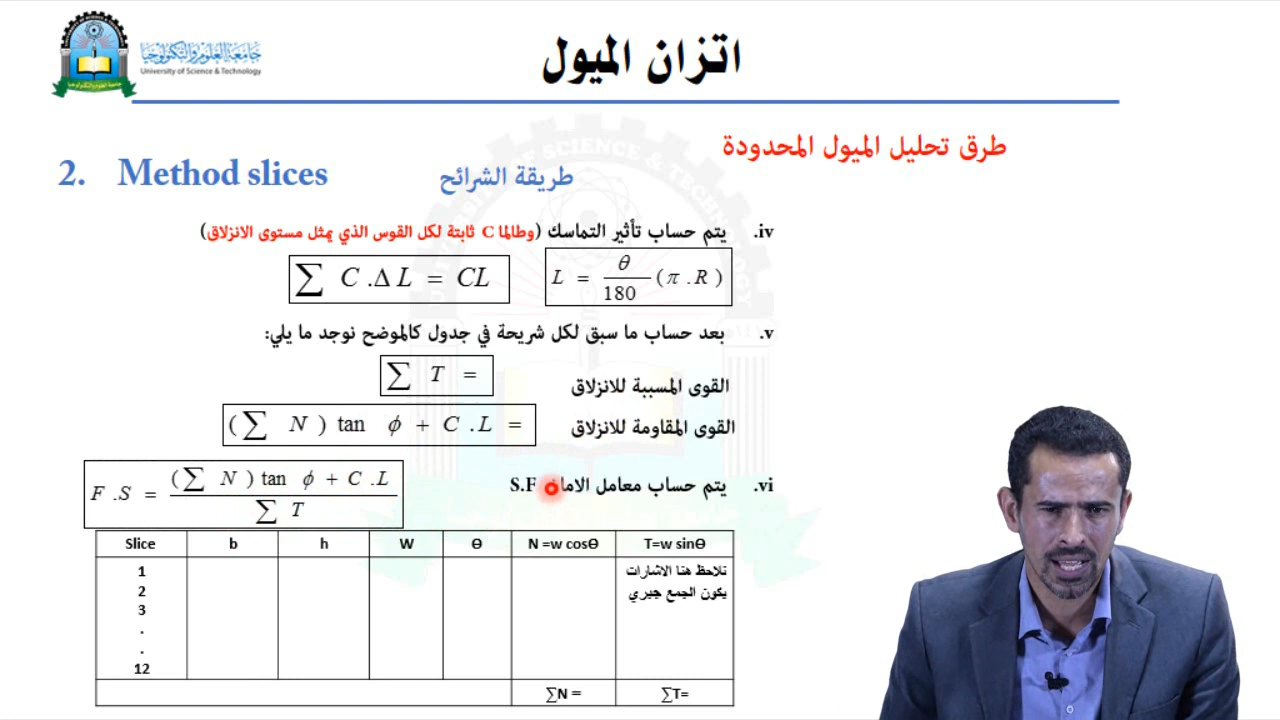 جامعة العلوم والتكنولوجيا
University of Science & Technology
اتزان الميول
طرق تحليل الميول المحدودة
2. Method slices طريقة الشرائح
iv. يتم حساب تأثير التماسك (وطالما C ثابتة لكل القوس الذي يمثل مستوى الانزلاق)
∑ C .Δ L = CL
L = θ/180 (π .R)
v. بعد حساب ما سبق لكل شريحة في جدول كالموضح نوجد ما يلي:
القوى المسببة للانزلاق ∑ T =
القوى المقاومة للانزلاق (∑ N ) tan ϕ + C .L =
vi. يتم حساب معامل الامان S.F
F .S = (∑ N ) tan ϕ + C .L / ∑ T
Slice b h W Θ N =w cosΘ T=w sinΘ
1 نلاحظ هنا الاشارات
2 يكون الجمع جبري
3
.
.
12
∑N = ∑T=